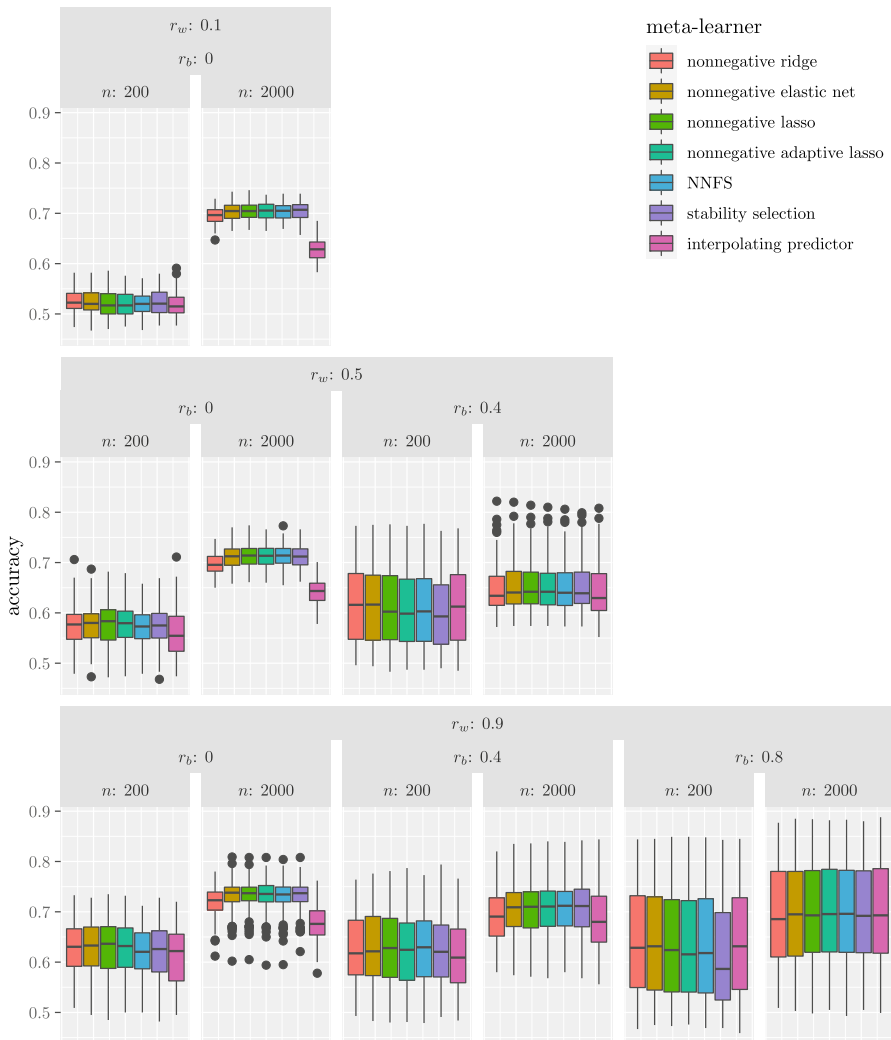 r_w: 0.1
r_b: 0
n: 200
n: 2000
0.9
0.8
0.7
0.6
0.5
meta-learner
nonnegative ridge
nonnegative elastic net
nonnegative lasso
nonnegative adaptive lasso
NNFS
stability selection
interpolating predictor
r_w: 0.5
r_b: 0
r_b: 0.4
n: 200
n: 2000
n: 200
n: 2000
0.9
0.8
0.7
0.6
0.5
accuracy
r_w: 0.9
r_b: 0
r_b: 0.4
r_b: 0.8
n: 200
n: 2000
n: 200
n: 2000
n: 200
n: 2000
0.9
0.8
0.7
0.6
0.5